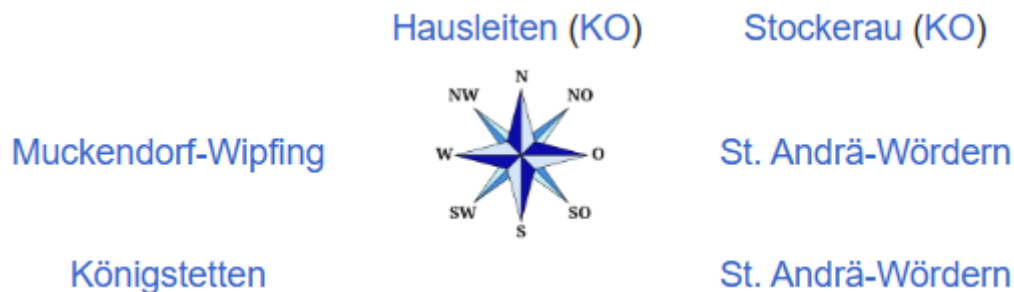 Hausleiten (KO) Stockerau (KO)
N
NW NO
Muckendorf-Wipfing W O St. Andrä-Wördern
SW SO
S
Königstetten St. Andrä-Wördern